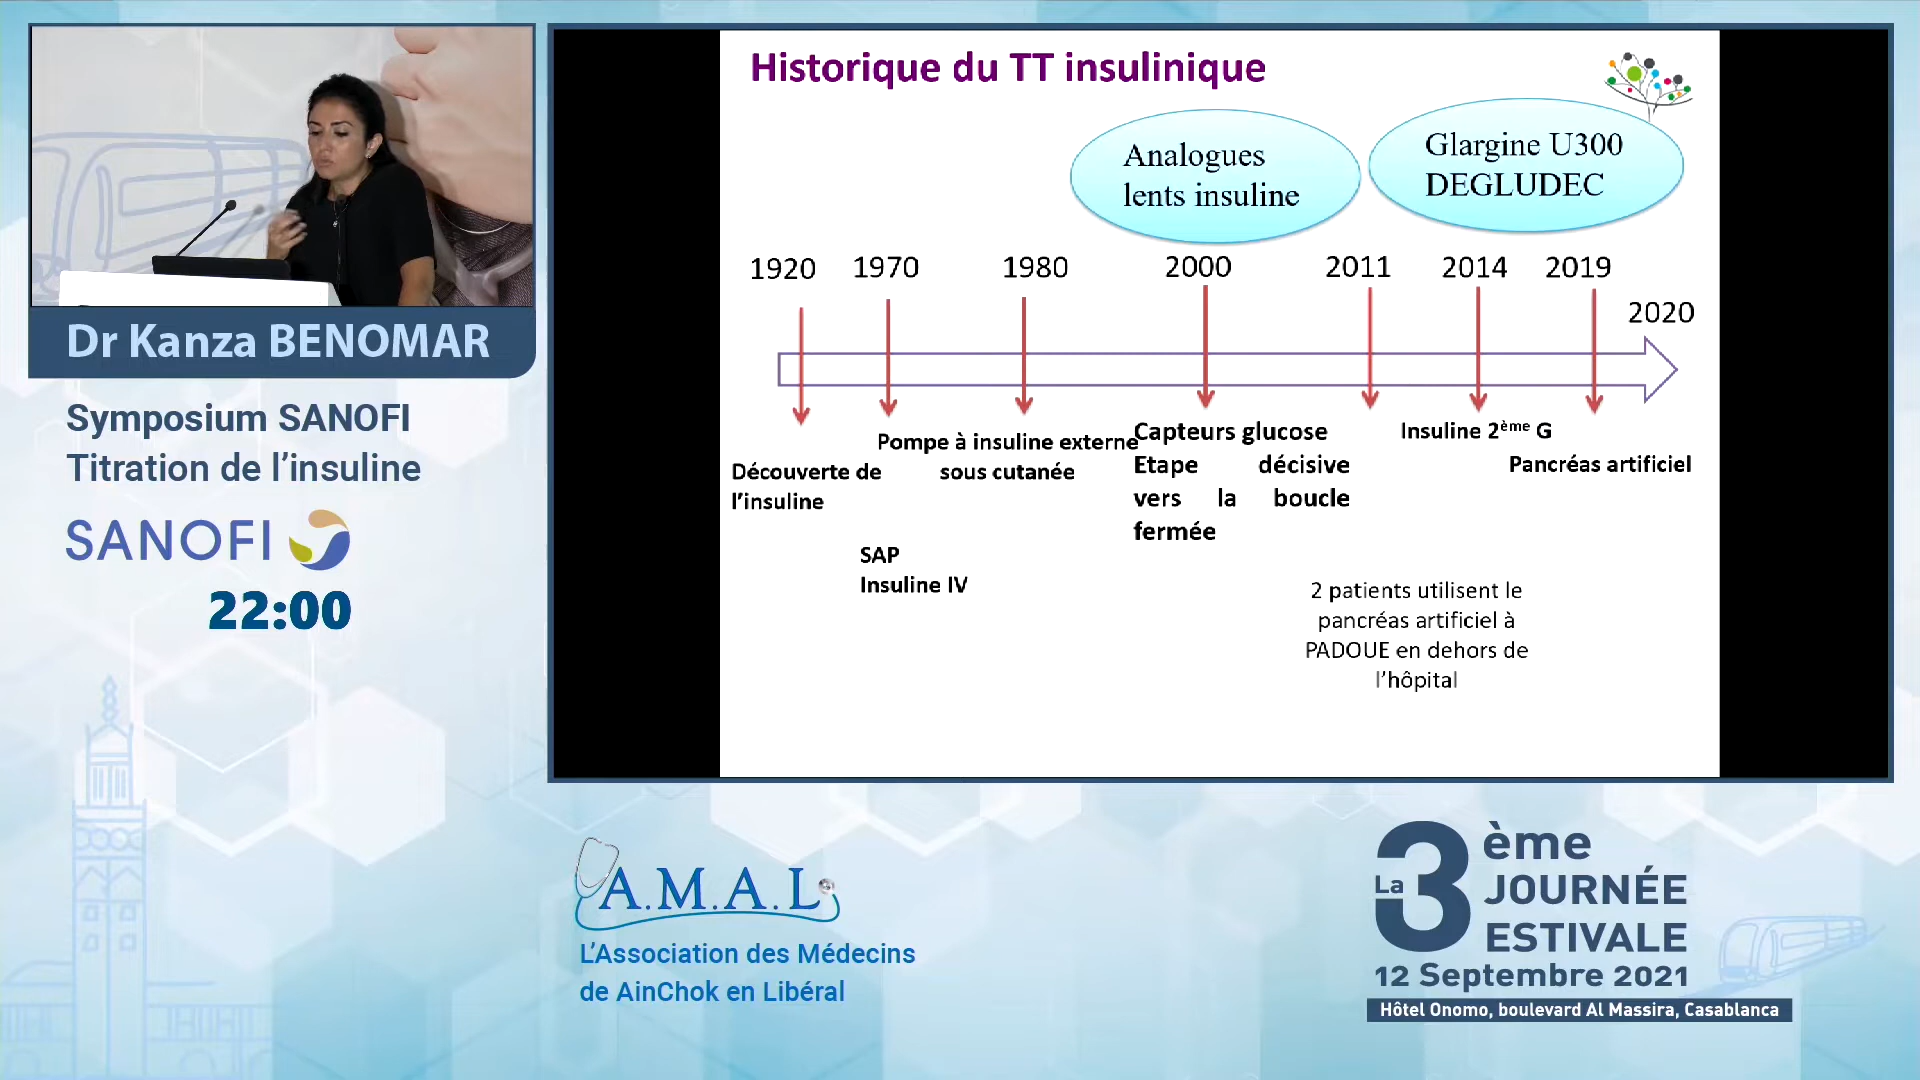 Dr Kanza BENOMAR
Symposium SANOFI
Titration de l'insuline
SANOFI
22:00
Historique du TT insulinique
Analogues
lents insuline
Glargine U300
DEGLUDEC
1920 1970 1980 2000 2011 2014 2019
2020
Découverte de
l'insuline
SAP
Insuline IV
Pompe à insuline externe
sous cutanée
Capteurs glucose
Etape décisive
vers la boucle
fermée
2 patients utilisent le
pancréas artificiel à
PADOUE en dehors de
l'hôpital
Insuline 2ème G
Pancréas artificiel
A.M.A.L
L'Association des Médecins
de AinChok en Libéral
La 3ème
JOURNÉE
ESTIVALE
12 Septembre 2021
Hôtel Onomo, boulevard Al Massira, Casablanca